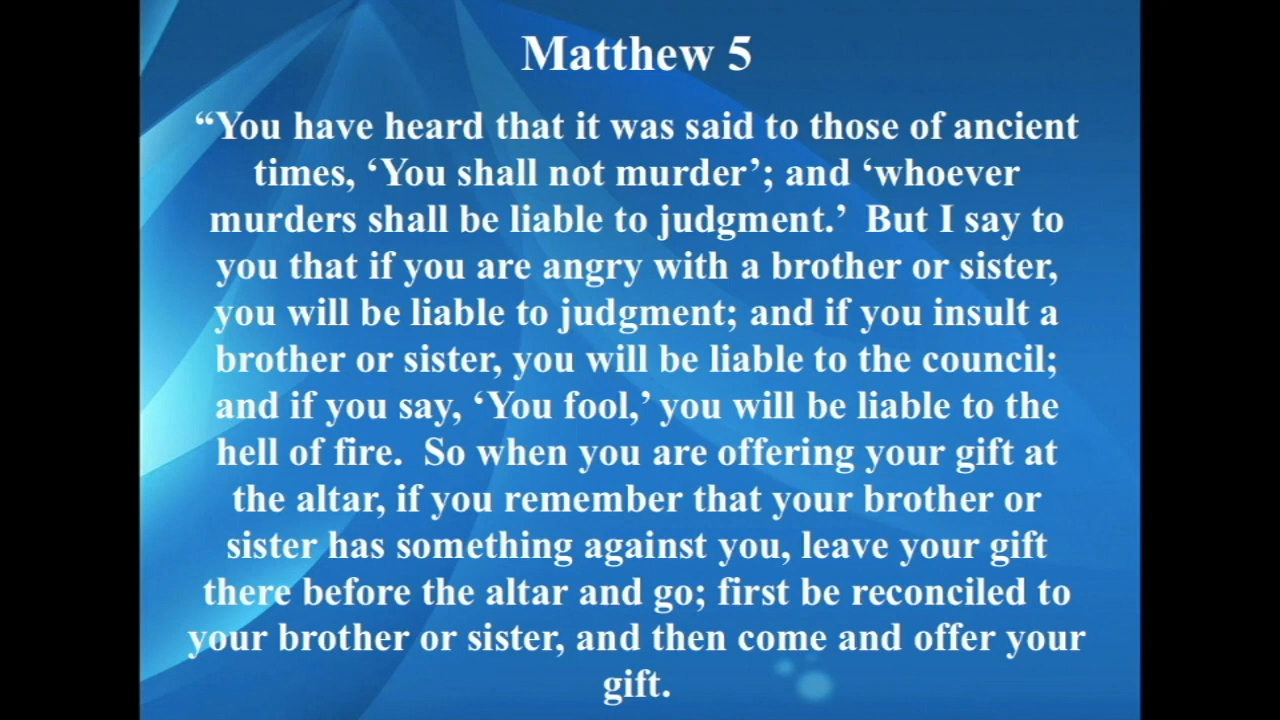 Matthew 5
“You have heard that it was said to those of ancient
times, ‘You shall not murder’; and ‘whoever
murders shall be liable to judgment.’  But I say to
you that if you are angry with a brother or sister,
you will be liable to judgment; and if you insult a
brother or sister, you will be liable to the council;
and if you say, ‘You fool,’ you will be liable to the
hell of fire.  So when you are offering your gift at
the altar, if you remember that your brother or
sister has something against you, leave your gift
there before the altar and go; first be reconciled to
your brother or sister, and then come and offer your
gift.